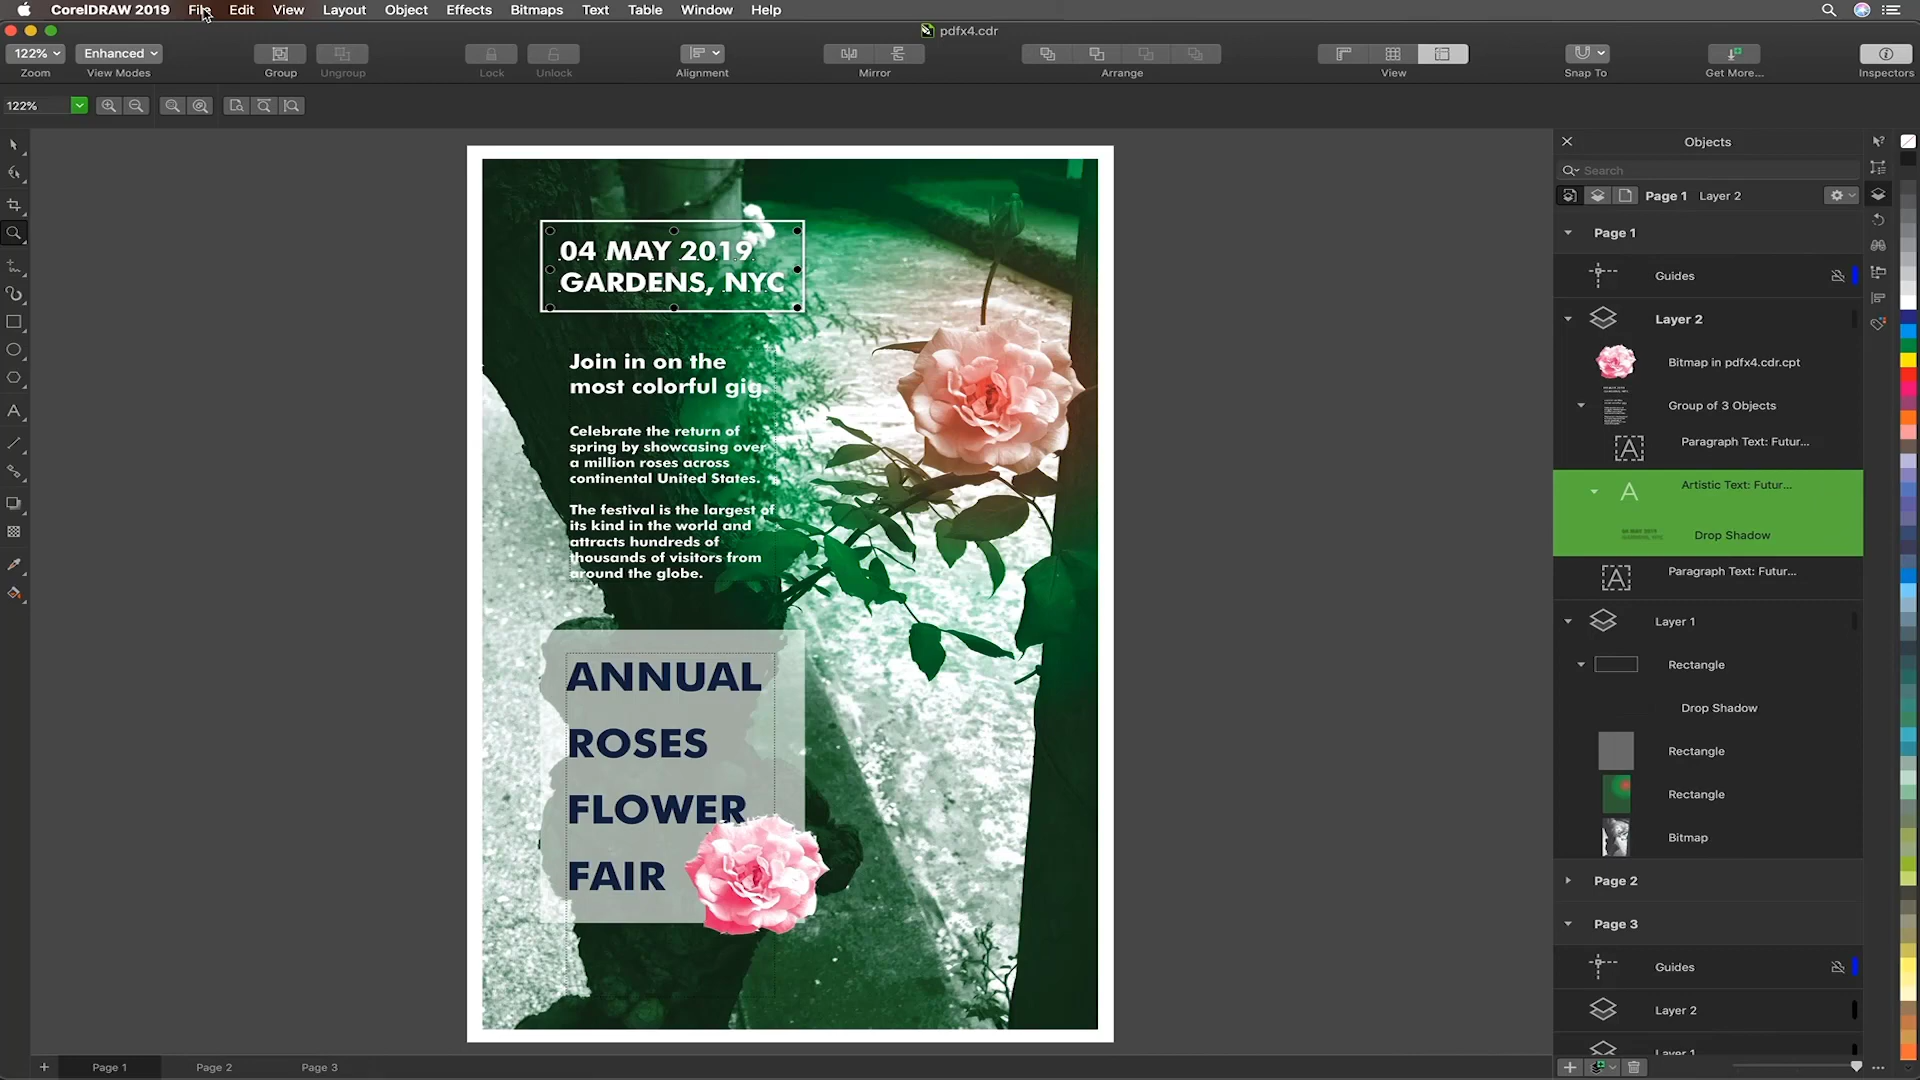 CorelDRAW 2019 File Edit View Layout Object Effects Bitmaps Text Table Window Help
pdfx4.cdr
122% Enhanced
Zoom View Modes Group Ungroup Lock Unlock Alignment Mirror Arrange View Snap To Get More... Inspectors
122%
Objects
Search
Page 1 Layer 2
Page 1
Guides
Layer 2
Bitmap in pdfx4.cdr.cpt
Group of 3 Objects
Paragraph Text: Futur...
Artistic Text: Futur...
Drop Shadow
Paragraph Text: Futur...
Layer 1
Rectangle
Drop Shadow
Rectangle
Rectangle
Bitmap
Page 2
Page 3
Guides
Layer 2
Layer 1
04 MAY 2019
GARDENS, NYC
Join in on the
most colorful gig.
Celebrate the return of
spring by showcasing over
a million roses across
continental United States.
The festival is the largest of
its kind in the world and
attracts hundreds of
thousands of visitors from
around the globe.
ANNUAL
ROSES
FLOWER
FAIR
Page 1 Page 2 Page 3